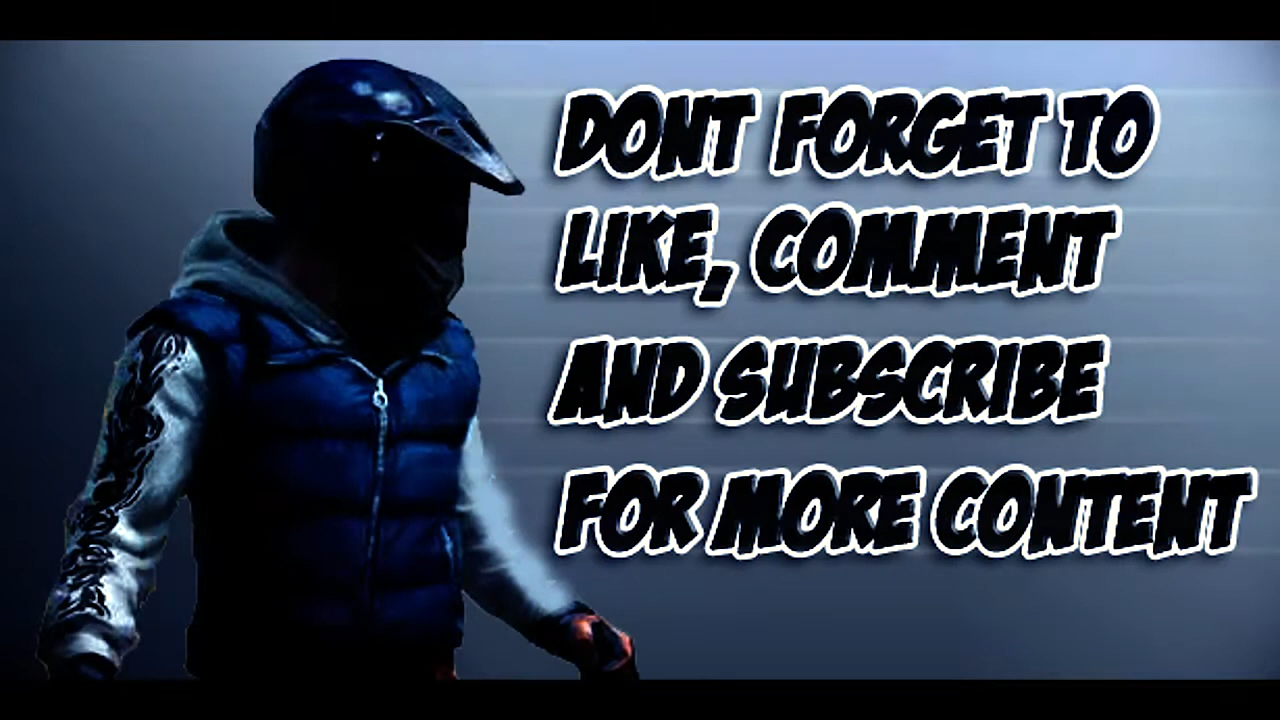 DONT FORGET TO
LIKE, COMMENT
AND SUBSCRIBE
FOR MORE CONTENT